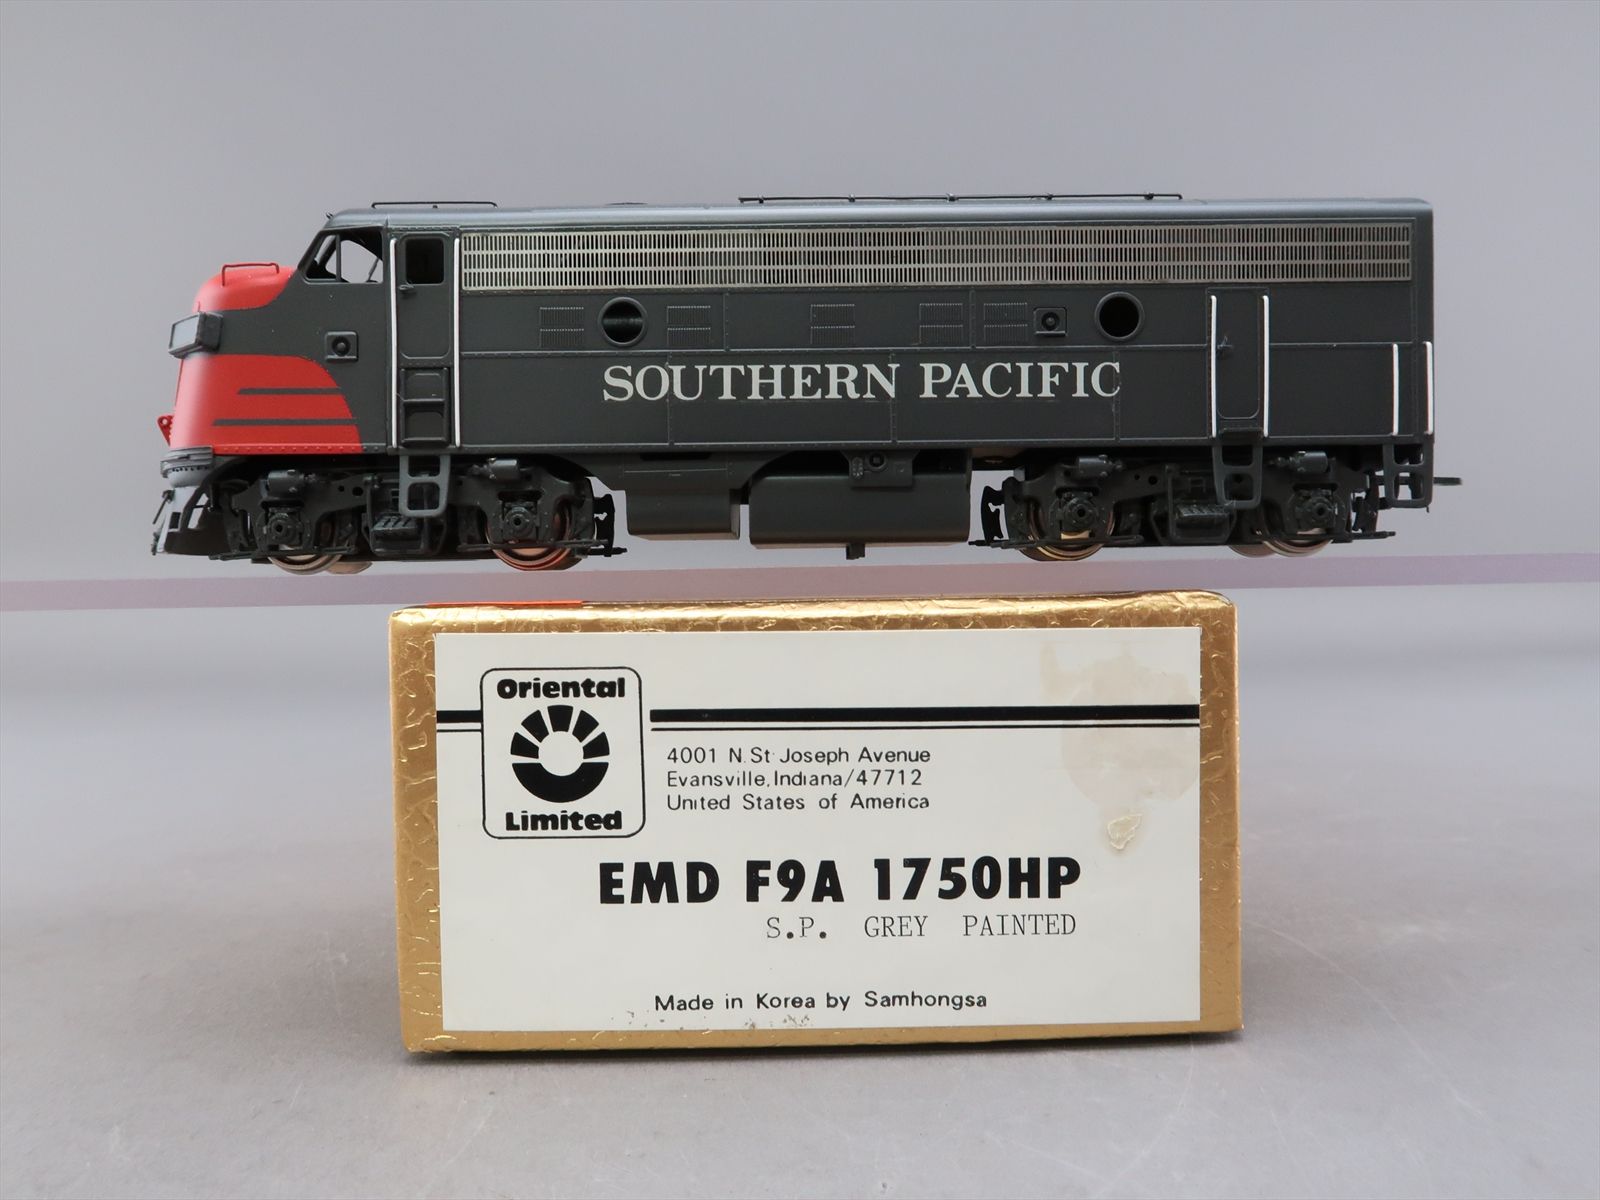 SOUTHERN PACIFIC
Oriental
Limited
4001 N. St. Joseph Avenue
Evansville, Indiana/47712
United States of America
EMD F9A 1750HP
S.P. GREY PAINTED
Made in Korea by Samhongsa